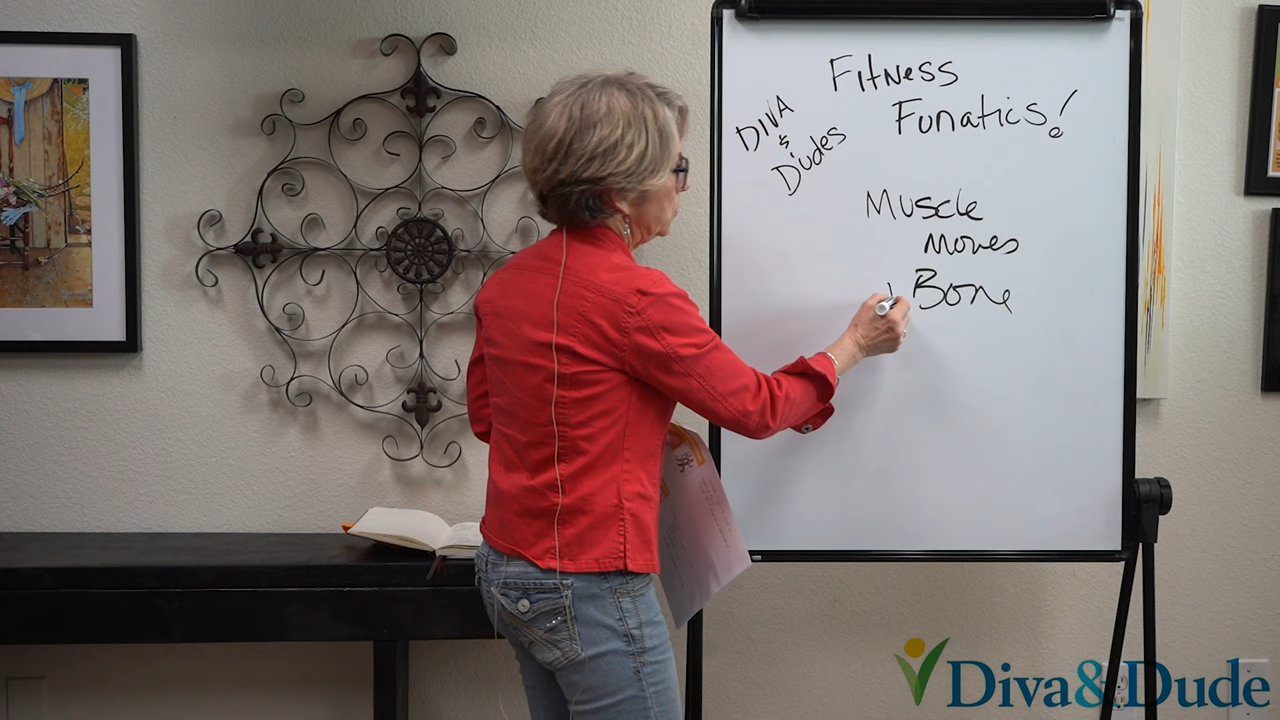 Fitness
Funatics!
DIVA
&
Dudes
Muscle
Moves
Bone
Diva&Dude